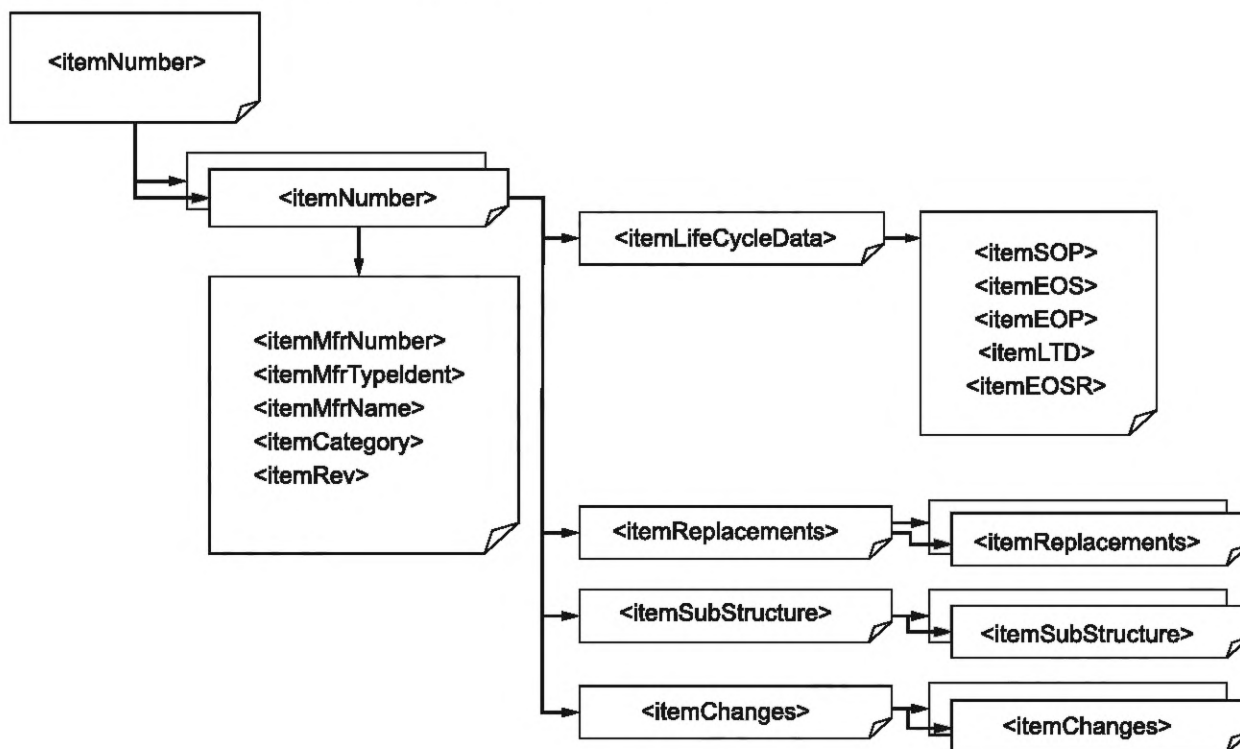 <itemNumber>
<itemNumber>
<itemLifeCycleData>
<itemSOP>
<itemEOS>
<itemEOP>
<itemLTD>
<itemEOSR>
<itemMfrNumber>
<itemMfrTypeIdent>
<itemMfrName>
<itemCategory>
<itemRev>
<itemReplacements>
<itemReplacements>
<itemSubStructure>
<itemSubStructure>
<itemChanges>
<itemChanges>